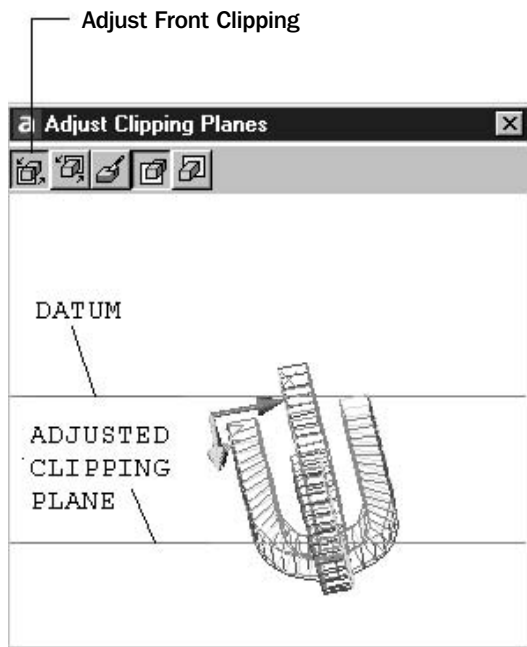 Adjust Front Clipping
a Adjust Clipping Planes
DATUM
ADJUSTED
CLIPPING
PLANE